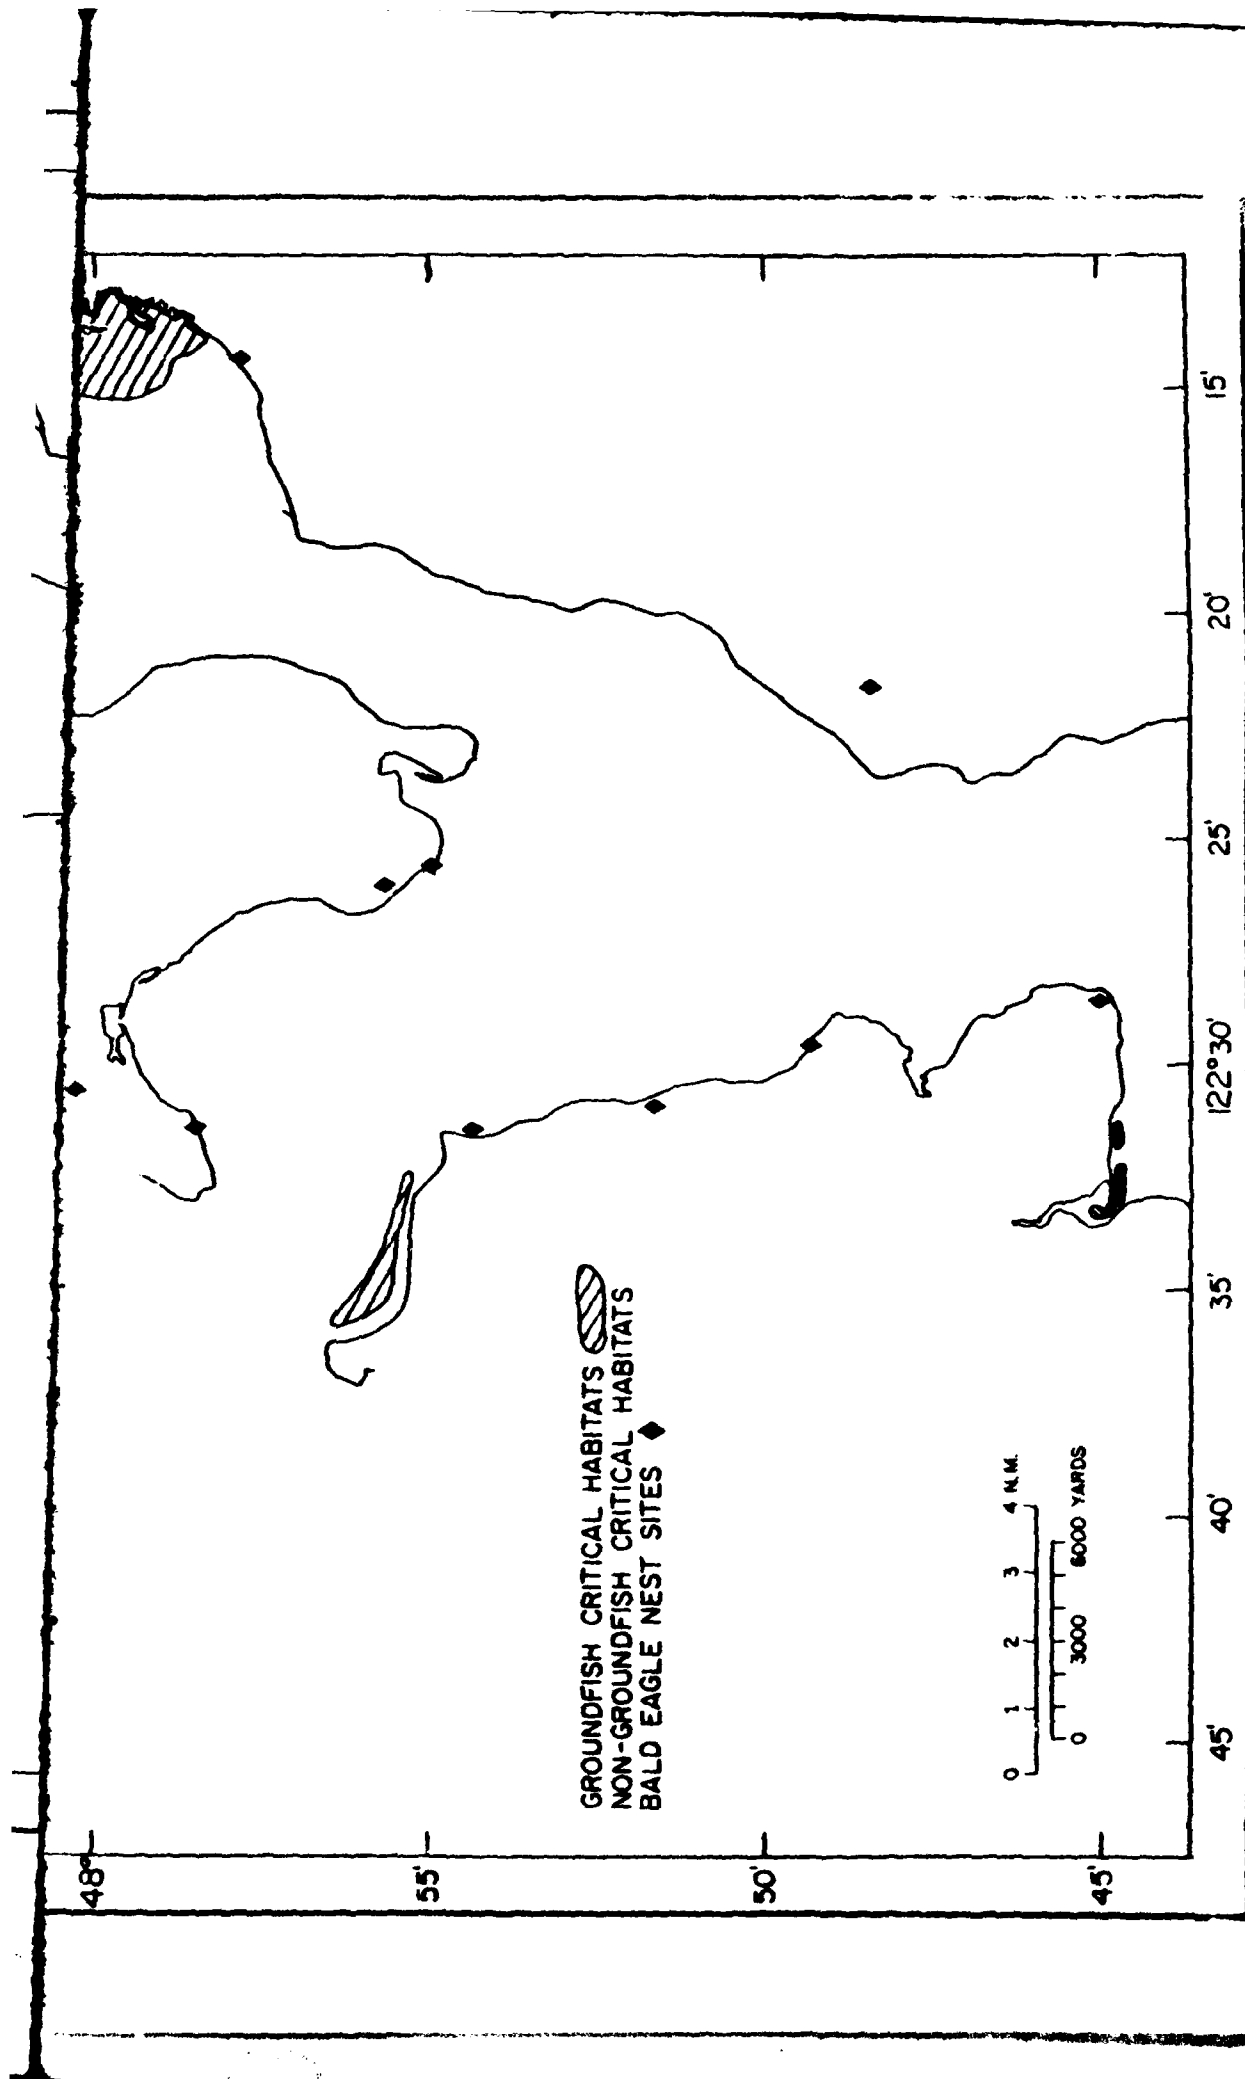 48°
55'
50'
45'
GROUNDFISH CRITICAL HABITATS
NON-GROUNDFISH CRITICAL HABITATS
BALD EAGLE NEST SITES
0 1 2 3 4 N.M.
0 3000 6000 YARDS
45' 40' 35' 122°30' 25' 20' 15'